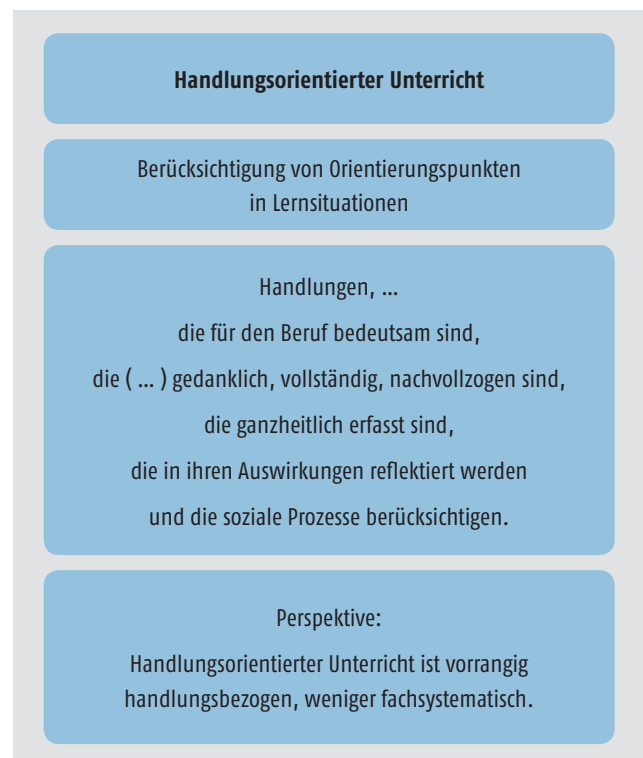 Handlungsorientierter Unterricht
Berücksichtigung von Orientierungspunkten
in Lernsituationen
Handlungen, ...
die für den Beruf bedeutsam sind,
die ( ... ) gedanklich, vollständig, nachvollzogen sind,
die ganzheitlich erfasst sind,
die in ihren Auswirkungen reflektiert werden
und die soziale Prozesse berücksichtigen.
Perspektive:
Handlungsorientierter Unterricht ist vorrangig
handlungsbezogen, weniger fachsystematisch.